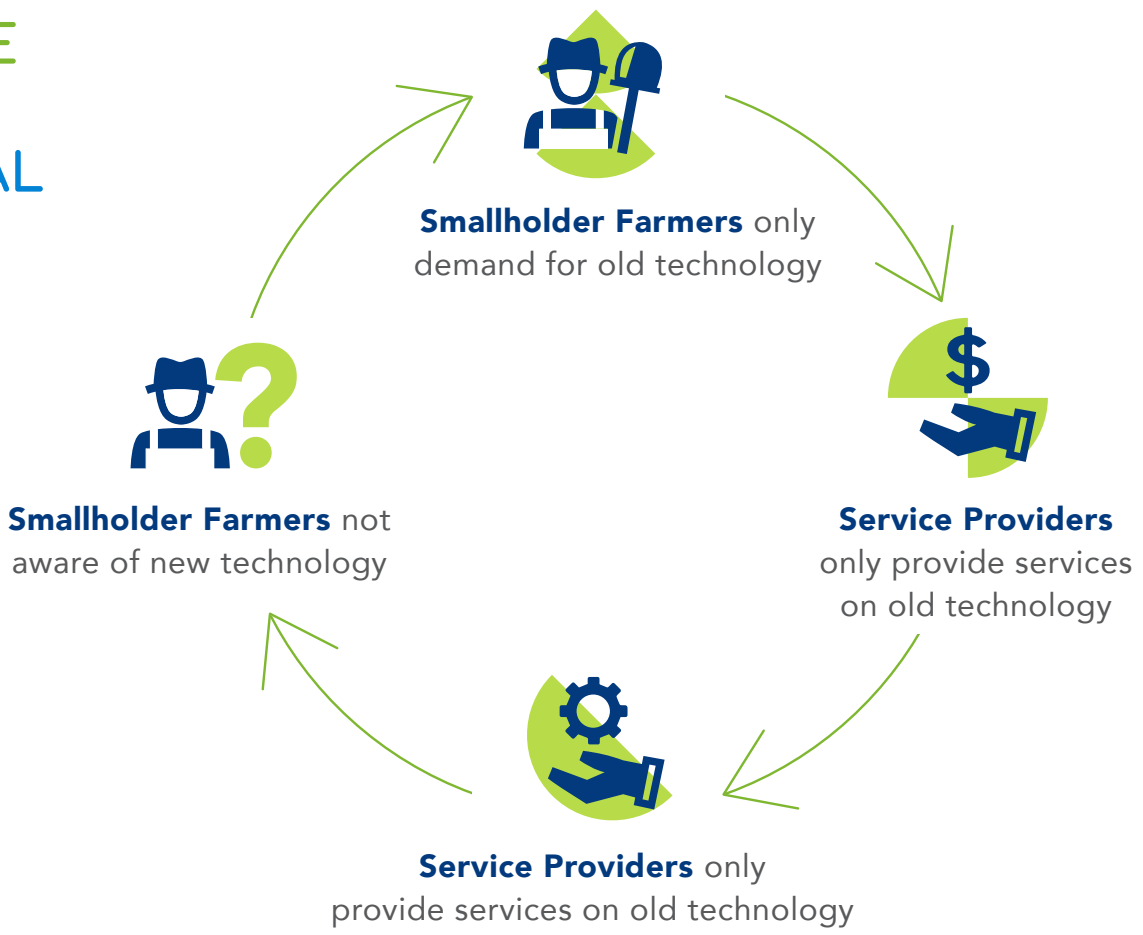 E
AL
Smallholder Farmers only
demand for old technology
$
?
Smallholder Farmers not
aware of new technology
Service Providers
only provide services
on old technology
Service Providers only
provide services on old technology